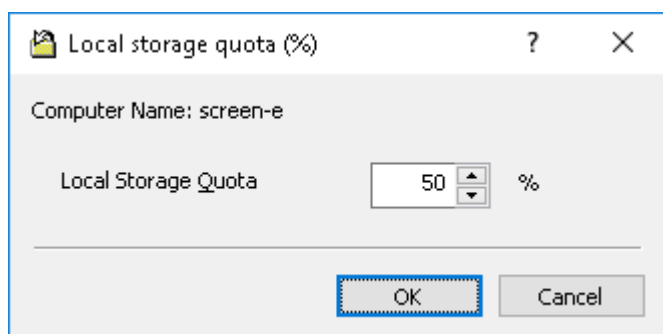 Local storage quota (%)
?
Computer Name: screen-e
Local Storage Quota 50 %
OK Cancel